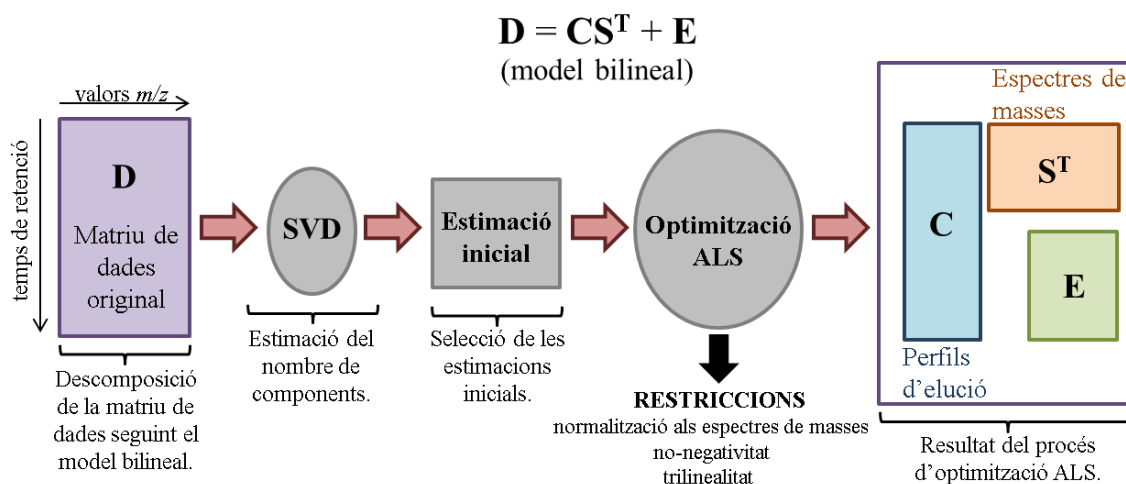 D = CSᵀ + E
(model bilineal)
valors m/z
temps de retenció
D
Matriu de
dades
original
Descomposició
de la matriu de
dades seguint el
model bilineal.
SVD
Estimació del
nombre de
components.
Estimació
inicial
Selecció de les
estimacions
inicials.
Optimització
ALS
RESTRICCIONS
normalització als espectres de masses
no-negativitat
trilinealitat
Espectres de
masses
Sᵀ
C
E
Perfils
d’elució
Resultat del procés
d’optimització ALS.